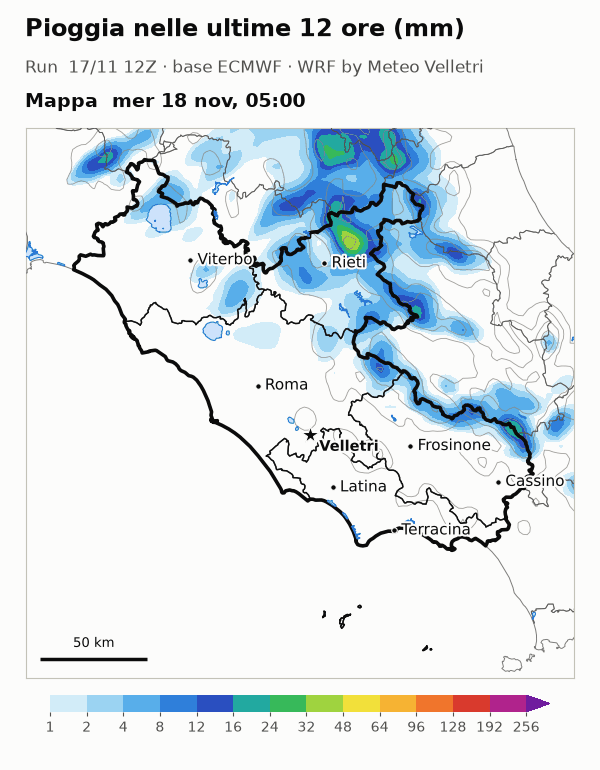 Pioggia nelle ultime 12 ore (mm)
Run  17/11 12Z · base ECMWF · WRF by Meteo Velletri
Mappa  mer 18 nov, 05:00
Viterbo
Rieti
Roma
Velletri
Frosinone
Latina
Cassino
Terracina
50 km
1 2 4 8 12 16 24 32 48 64 96 128 192 256